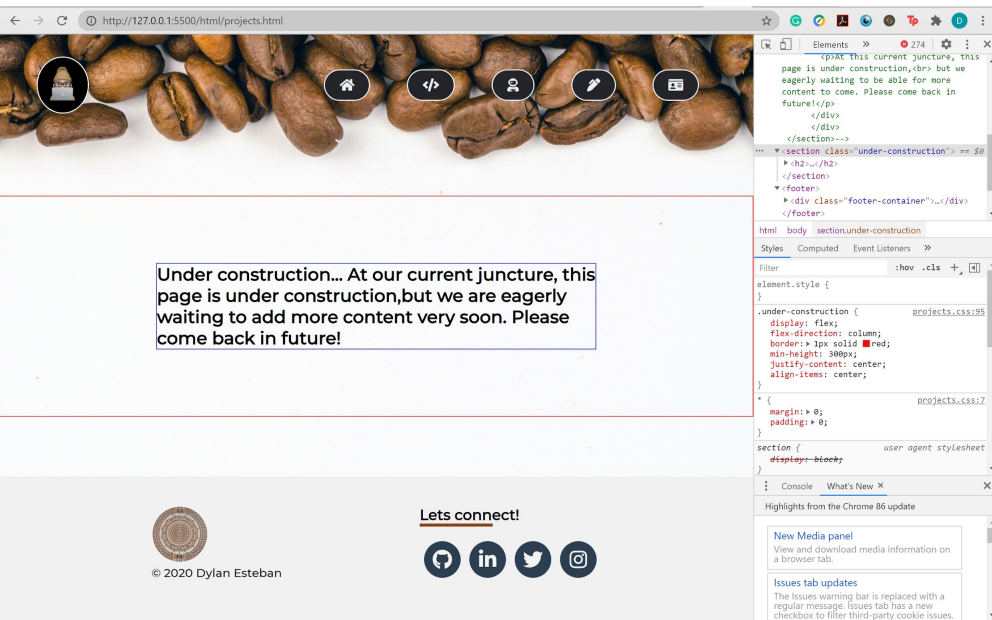 http://127.0.0.1:5500/html/projects.html
Elements » 274
<p>At this current juncture, this
page is under construction,<br> but we
eagerly waiting to be able for more
content to come. Please come back in
future!</p>
</div>
</div>
</section>-->
<section class="under-construction"> == $0
<h2>…</h2>
</section>
<footer>
<div class="footer-container">…</div>
</footer>
html body section.under-construction
Styles Computed Event Listeners »
Filter :hov .cls +
element.style {
}
.under-construction { projects.css:95
display: flex;
flex-direction: column;
border: 1px solid red;
min-height: 300px;
justify-content: center;
align-items: center;
}
* { projects.css:7
margin: 0;
padding: 0;
}
section { user agent stylesheet
display: block;
}
Console What's New ×
Highlights from the Chrome 86 update
New Media panel
View and download media information on
a browser tab.
Issues tab updates
The Issues warning bar is replaced with a
regular message. Issues tab has a new
checkbox to filter third-party cookie issues.
Under construction... At our current juncture, this
page is under construction,but we are eagerly
waiting to add more content very soon. Please
come back in future!
Lets connect!
© 2020 Dylan Esteban